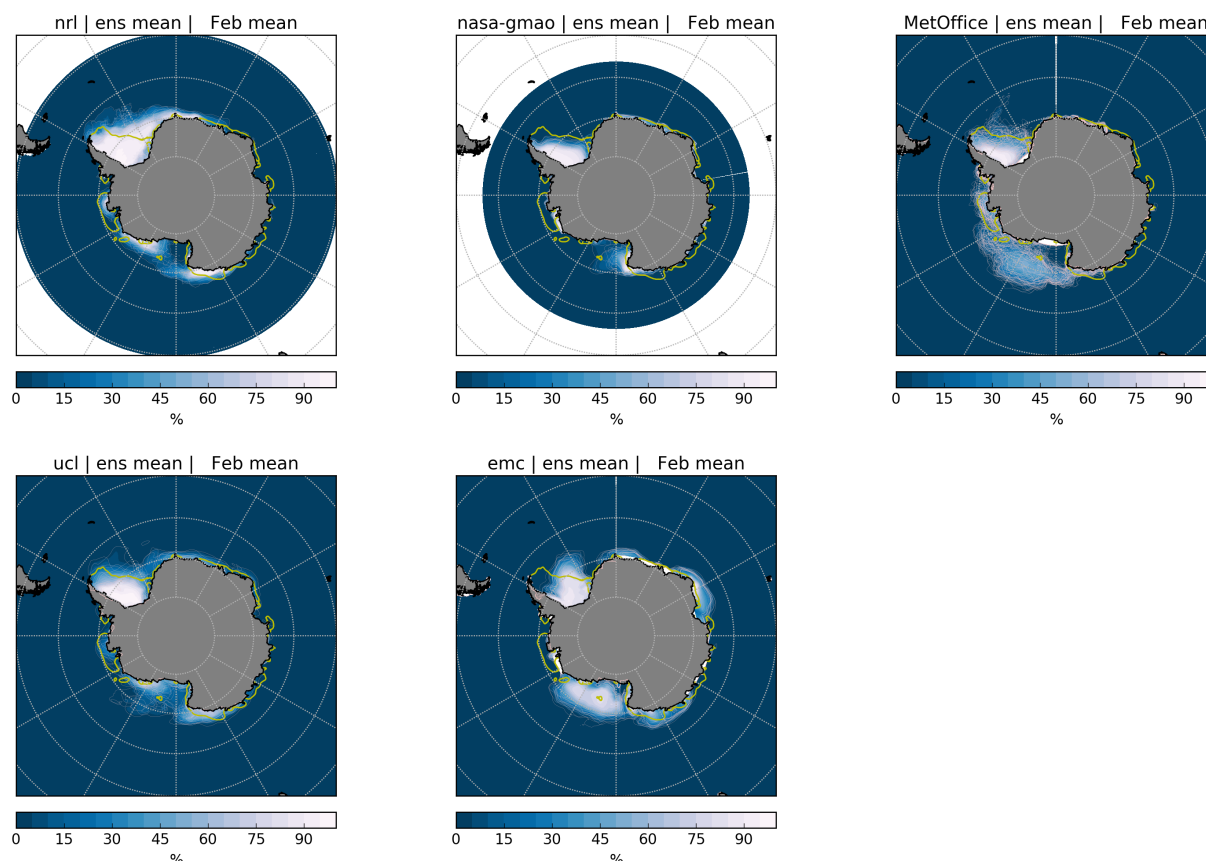 nrl | ens mean |   Feb mean
nasa-gmao | ens mean |   Feb mean
MetOffice | ens mean |   Feb mean
0 15 30 45 60 75 90
%
0 15 30 45 60 75 90
%
0 15 30 45 60 75 90
%
ucl | ens mean |   Feb mean
emc | ens mean |   Feb mean
0 15 30 45 60 75 90
%
0 15 30 45 60 75 90
%